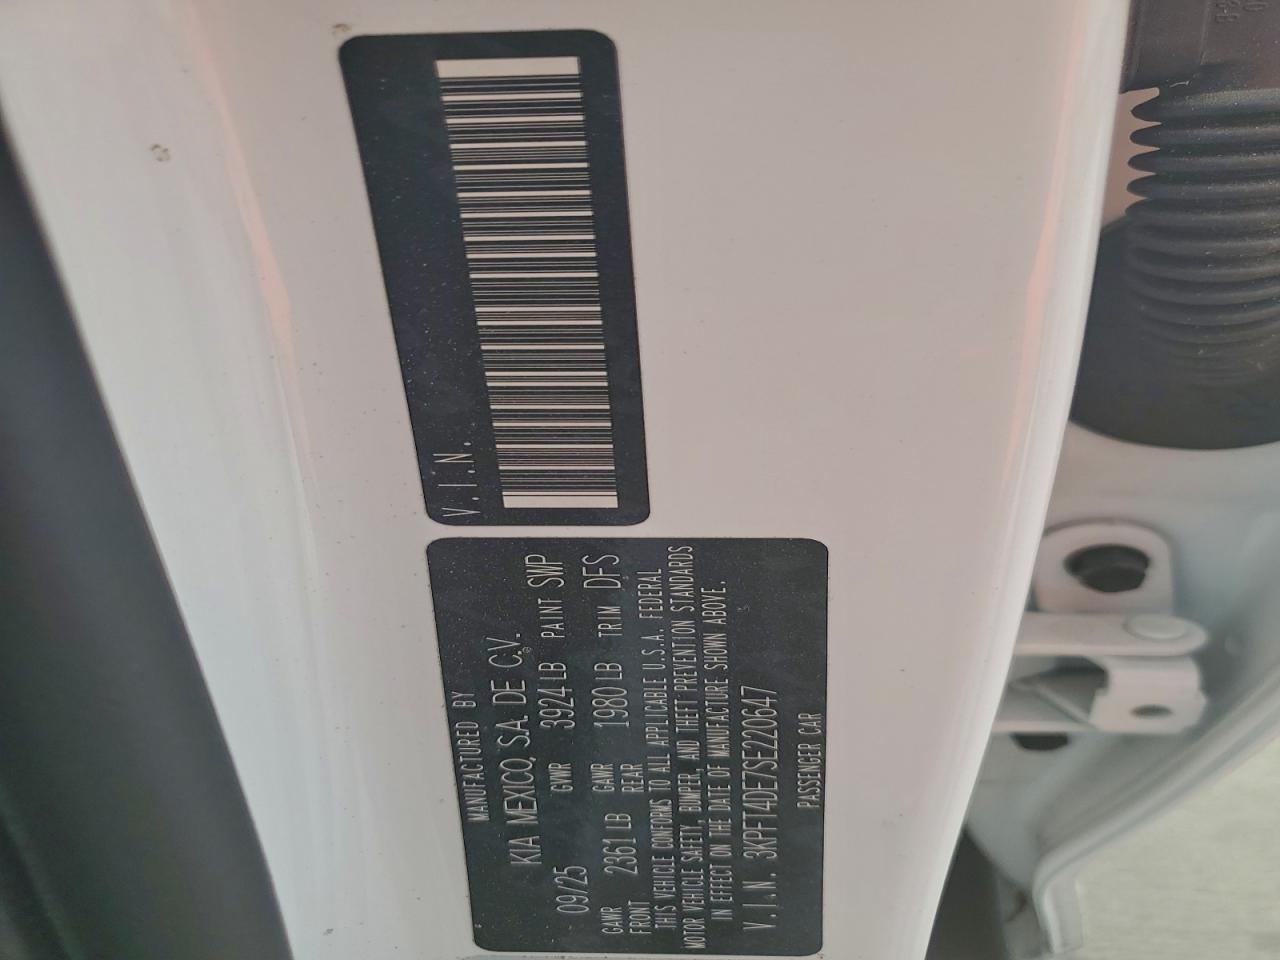 V.I.N.
MANUFACTURED BY
KIA MEXICO, S.A. DE C.V.
09/25 GVWR 3924 LB PAINT SWP
GAWR FRONT 2361 LB GAWR REAR 1980 LB TRIM DFS
THIS VEHICLE CONFORMS TO ALL APPLICABLE U.S.A. FEDERAL
MOTOR VEHICLE SAFETY, BUMPER, AND THEFT PREVENTION STANDARDS
IN EFFECT ON THE DATE OF MANUFACTURE SHOWN ABOVE.
V.I.N. 3KPFT4DE7SE220647
PASSENGER CAR